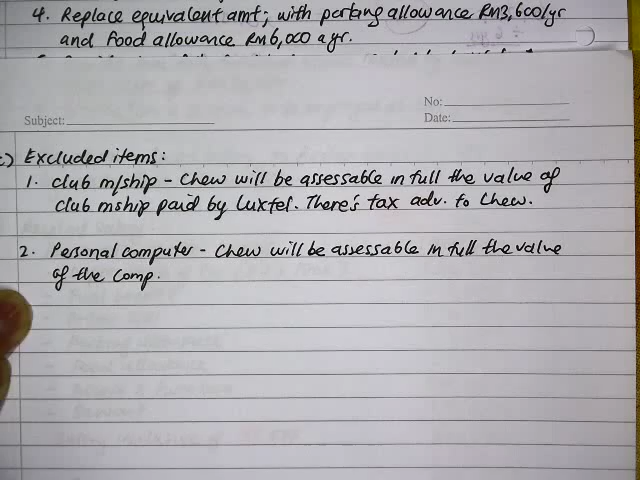 4. Replace equivalent amt; with parking allowance RM3,600/yr
and food allowance RM6,000 a yr.
No:
Subject:
Date:
c) Excluded items:
1. club m/ship - Chew will be assessable in full the value of
club mship paid by Luxtel. There's tax adv. to Chew.
2. Personal computer - Chew will be assessable in full the value
of the comp.